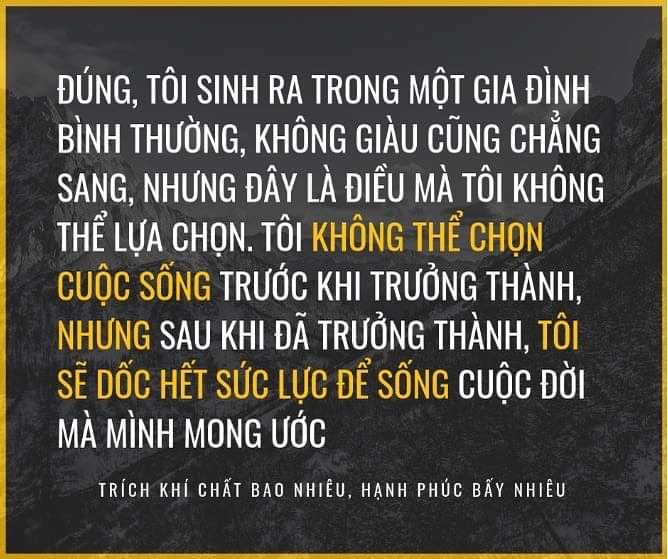 ĐÚNG, TÔI SINH RA TRONG MỘT GIA ĐÌNH
BÌNH THƯỜNG, KHÔNG GIÀU CŨNG CHẲNG
SANG, NHƯNG ĐÂY LÀ ĐIỀU MÀ TÔI KHÔNG
THỂ LỰA CHỌN. TÔI KHÔNG THỂ CHỌN
CUỘC SỐNG TRƯỚC KHI TRƯỞNG THÀNH,
NHƯNG SAU KHI ĐÃ TRƯỞNG THÀNH, TÔI
SẼ DỐC HẾT SỨC LỰC ĐỂ SỐNG CUỘC ĐỜI
MÀ MÌNH MONG ƯỚC
TRÍCH KHÍ CHẤT BAO NHIÊU, HẠNH PHÚC BẤY NHIÊU